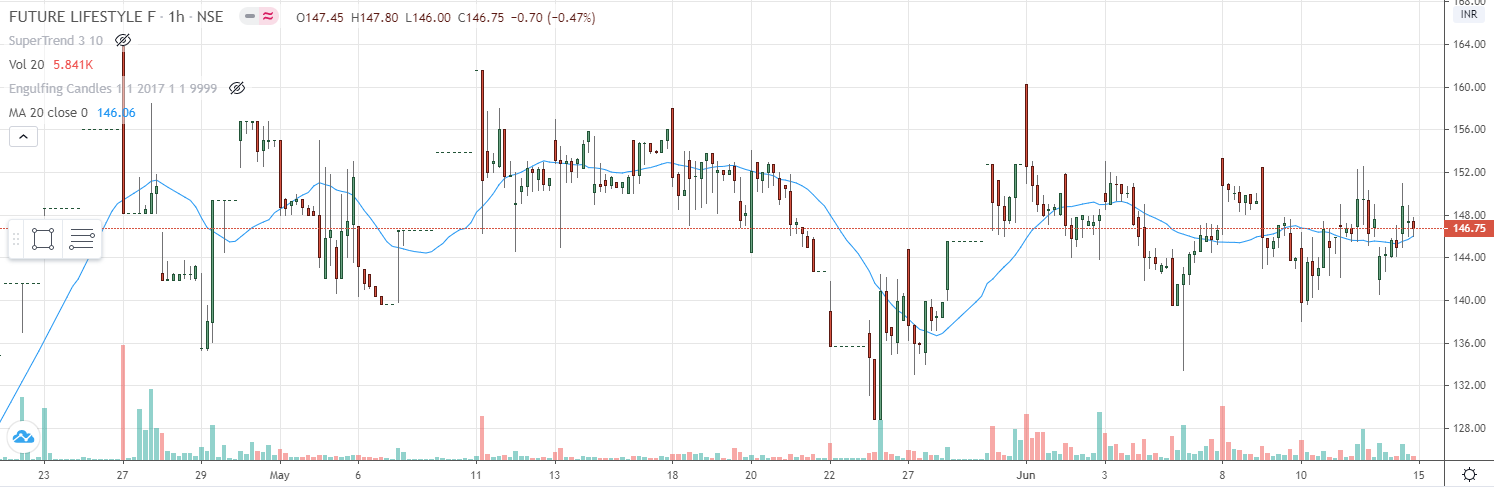 FUTURE LIFESTYLE F · 1h · NSE O147.45 H147.80 L146.00 C146.75 −0.70 (−0.47%)
SuperTrend 3 10
Vol 20 5.841K
Engulfing Candles 1 1 2017 1 1 9999
MA 20 close 0 146.06
168.00
INR
164.00
160.00
156.00
152.00
148.00
146.75
144.00
140.00
136.00
132.00
128.00
23 27 29 May 6 11 13 18 20 22 27 Jun 3 8 10 15